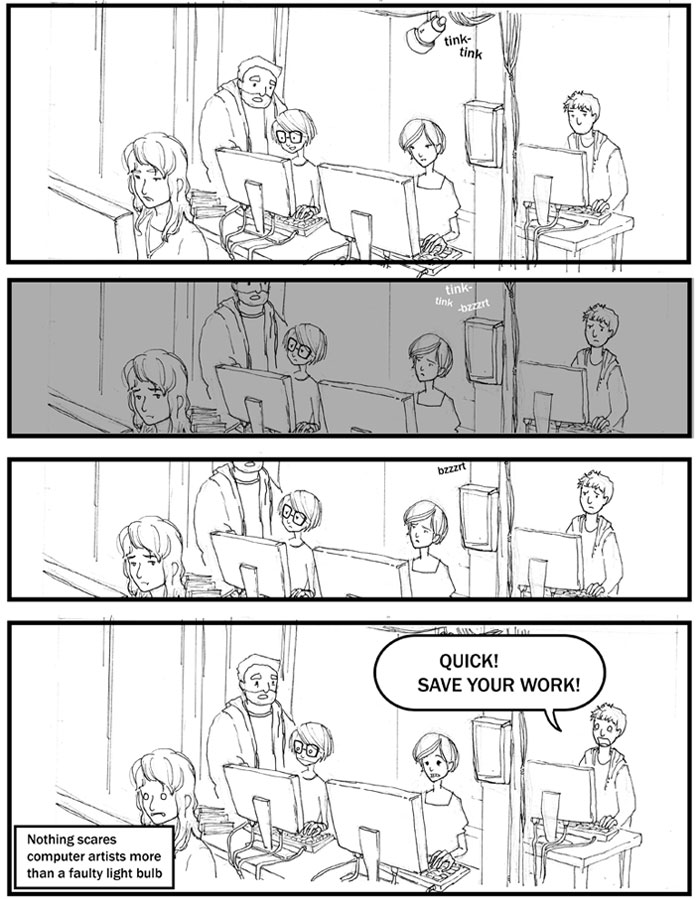 tink-
tink
tink-
tink -bzzzrt
bzzzrt
QUICK!
SAVE YOUR WORK!
Nothing scares
computer artists more
than a faulty light bulb